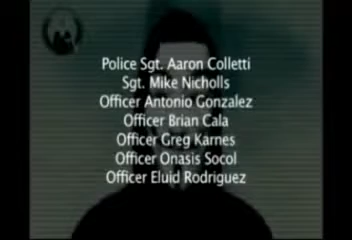 Police Sgt. Aaron Colletti
Sgt. Mike Nicholls
Officer Antonio Gonzalez
Officer Brian Cala
Officer Greg Karnes
Officer Onasis Socol
Officer Eluid Rodriguez